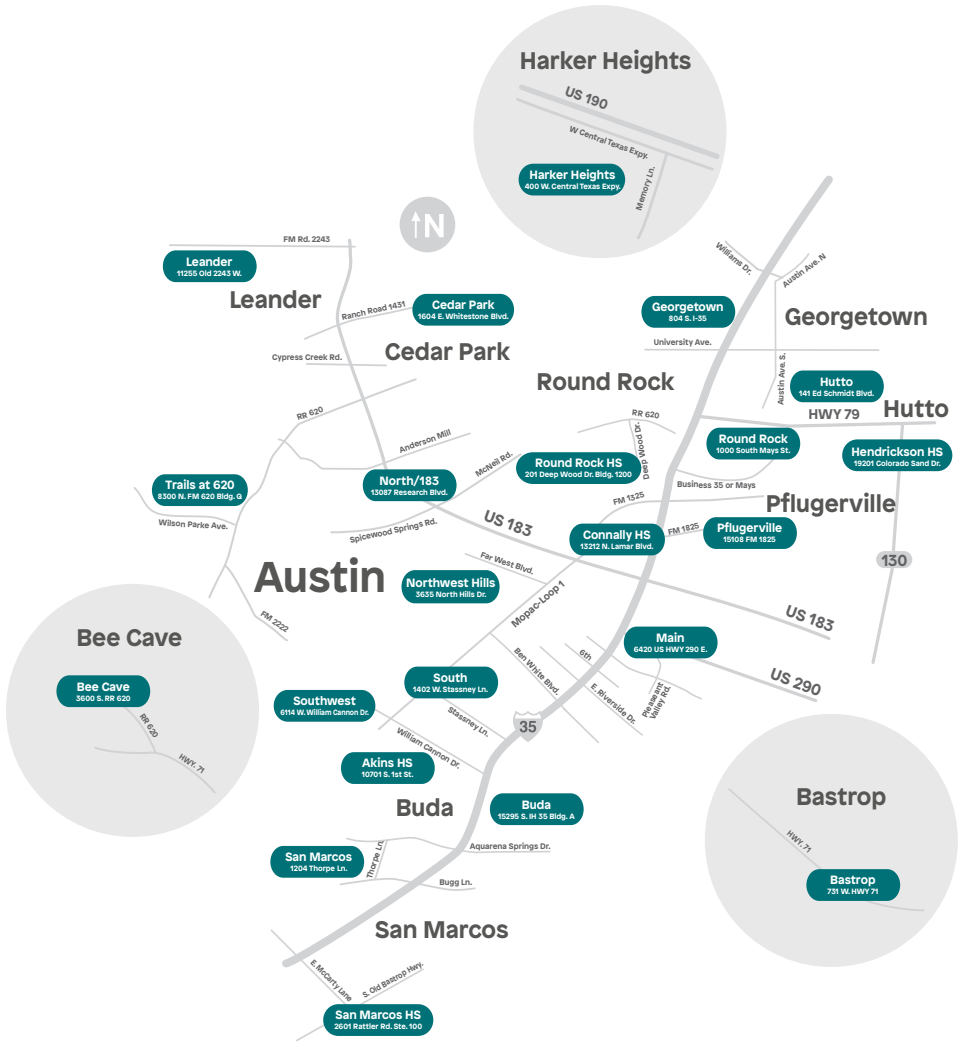 Harker Heights
US 190
W Central Texas Expy.
Harker Heights
400 W. Central Texas Expy.
Memory Ln.
N
FM Rd. 2243
Leander
11255 Old 2243 W.
Leander
Williams Dr.
Austin Ave. N
Ranch Road 1431
Cedar Park
1604 E. Whitestone Blvd.
Georgetown
804 S. I-35
Georgetown
Cypress Creek Rd.
Cedar Park
University Ave.
Austin Ave S.
Round Rock
Hutto
141 Ed Schmidt Blvd.
Hutto
HWY 79
RR 620
RR 620
Deep Wood Dr.
Anderson Mill
McNeil Rd.
Round Rock
1000 South Mays St.
Hendrickson HS
19201 Colorado Sand Dr.
Round Rock HS
201 Deep Wood Dr. Bldg. 1200
North/183
13087 Research Blvd.
Business 35 or Mays
Trails at 620
8300 N. FM 620 Bldg. G
Wilson Parke Ave.
FM 1325
Pflugerville
Spicewood Springs Rd.
US 183
Connally HS
13212 N. Lamar Blvd.
FM 1825
Pflugerville
15108 FM 1825
130
Far West Blvd.
Austin
Northwest Hills
3635 North Hills Dr.
Mopac-Loop 1
FM 2222
US 183
Bee Cave
Bee Cave
3600 S. RR 620
RR 620
HWY. 71
Main
6420 US HWY 290 E.
6th
Ben White Blvd.
E. Riverside Dr.
Pleasant
Valley Rd.
US 290
South
1402 W. Stassney Ln.
Southwest
6114 W. William Cannon Dr.
Stassney Ln.
35
William Cannon Dr.
Akins HS
10701 S. 1st St.
Buda
Buda
15295 S. IH 35 Bldg. A
Bastrop
HWY. 71
Bastrop
731 W. HWY 71
San Marcos
1204 Thorpe Ln.
Thorpe Ln.
Aquarena Springs Dr.
Bugg Ln.
San Marcos
E. McCarty Lane
S. Old Bastrop Hwy.
San Marcos HS
2601 Rattler Rd. Ste. 100